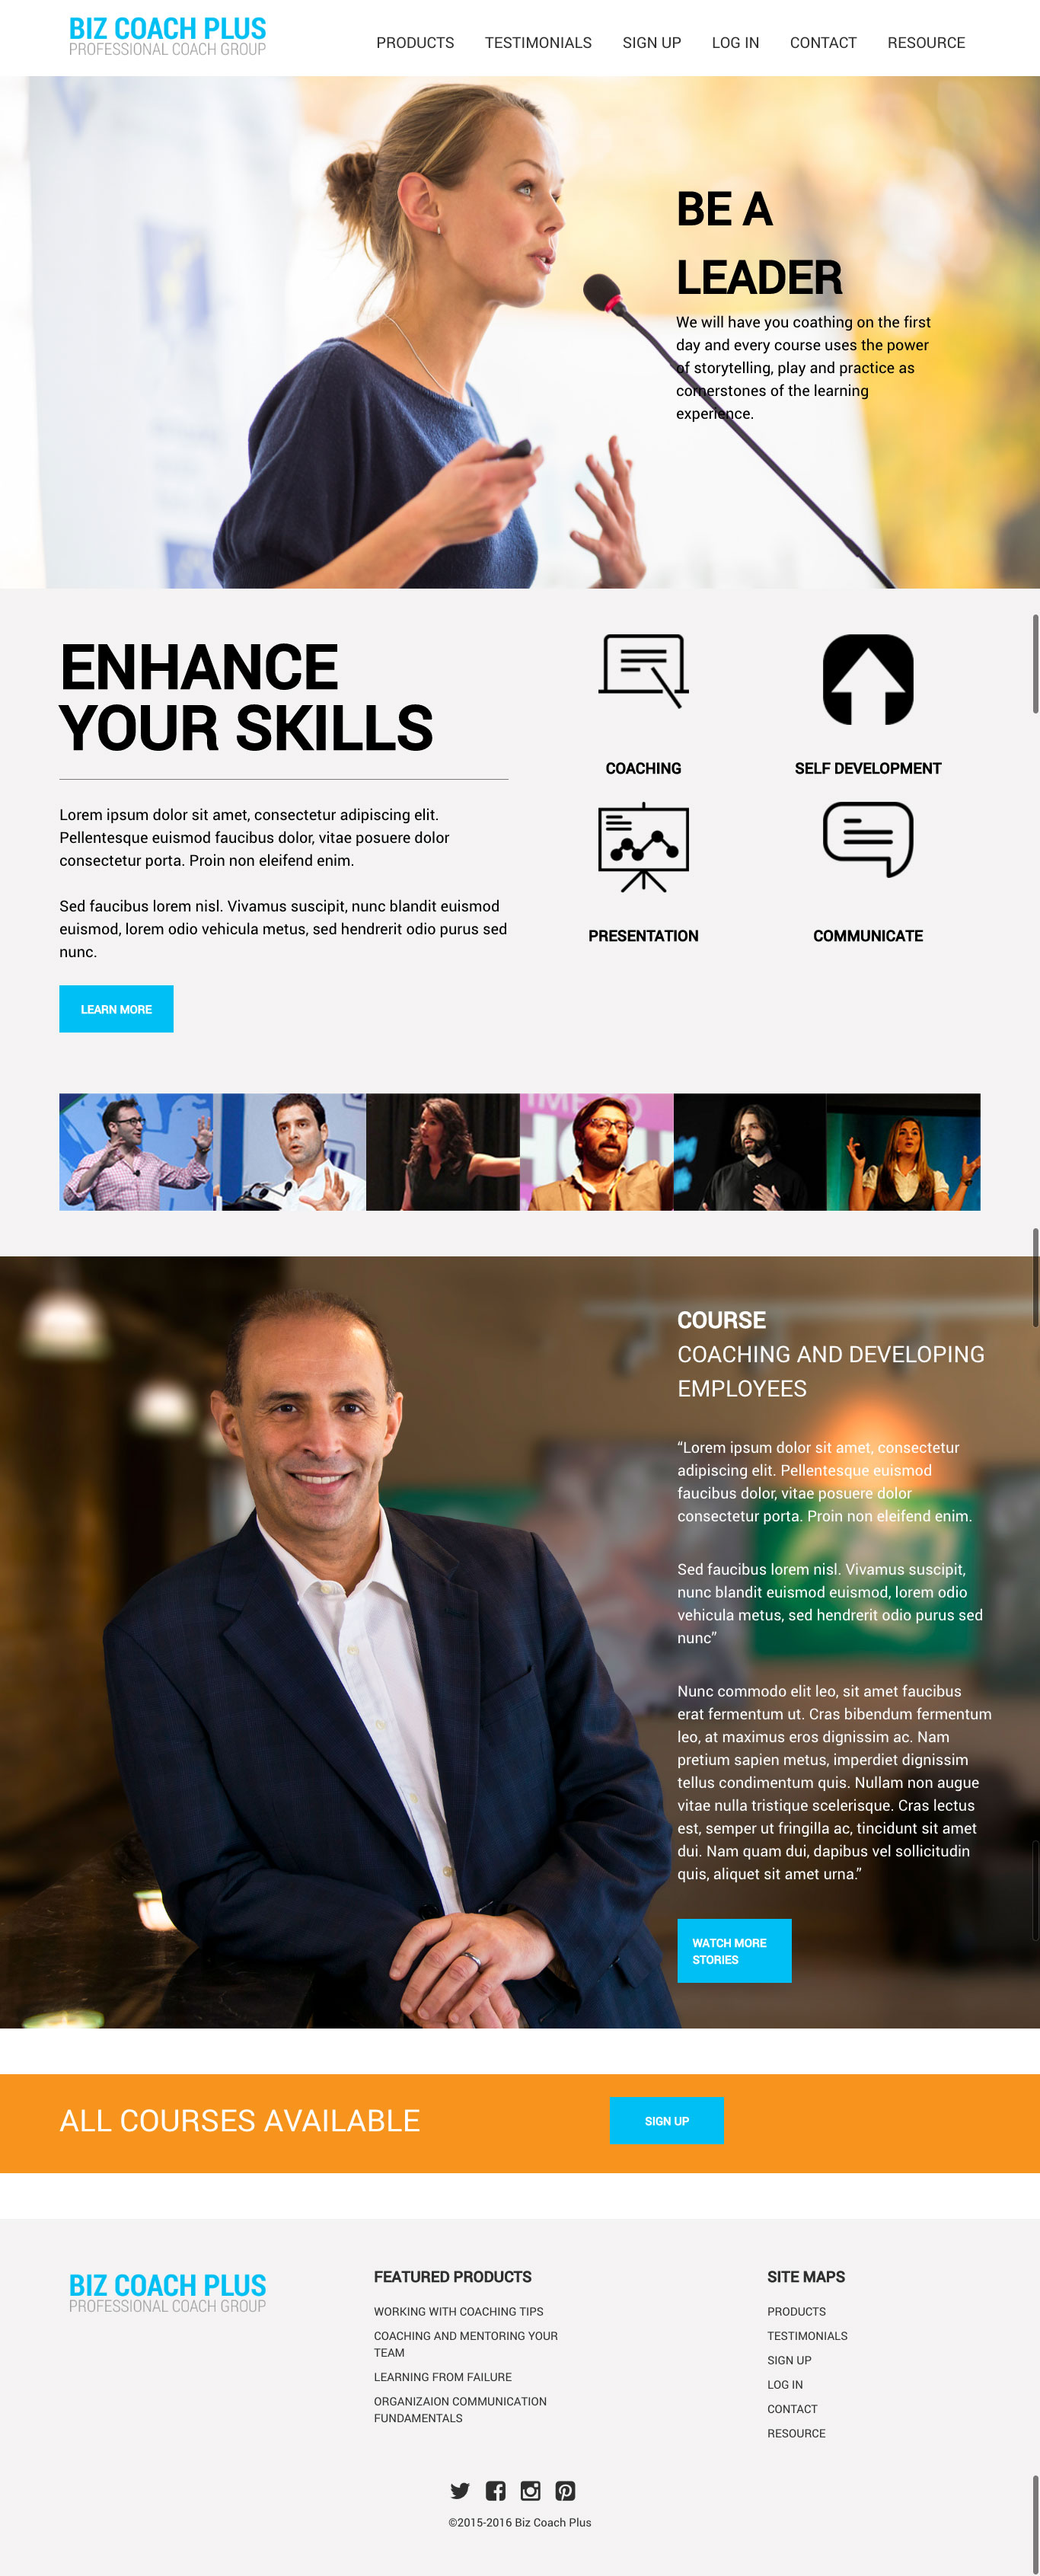 BIZ COACH PLUS
PROFESSIONAL COACH GROUP
PRODUCTS TESTIMONIALS SIGN UP LOG IN CONTACT RESOURCE
BE A
LEADER
We will have you coathing on the first
day and every course uses the power
of storytelling, play and practice as
cornerstones of the learning
experience.
ENHANCE
YOUR SKILLS
Lorem ipsum dolor sit amet, consectetur adipiscing elit.
Pellentesque euismod faucibus dolor, vitae posuere dolor
consectetur porta. Proin non eleifend enim.
Sed faucibus lorem nisl. Vivamus suscipit, nunc blandit euismod
euismod, lorem odio vehicula metus, sed hendrerit odio purus sed
nunc.
LEARN MORE
COACHING
SELF DEVELOPMENT
PRESENTATION
COMMUNICATE
COURSE
COACHING AND DEVELOPING
EMPLOYEES
“Lorem ipsum dolor sit amet, consectetur
adipiscing elit. Pellentesque euismod
faucibus dolor, vitae posuere dolor
consectetur porta. Proin non eleifend enim.
Sed faucibus lorem nisl. Vivamus suscipit,
nunc blandit euismod euismod, lorem odio
vehicula metus, sed hendrerit odio purus sed
nunc”
Nunc commodo elit leo, sit amet faucibus
erat fermentum ut. Cras bibendum fermentum
leo, at maximus eros dignissim ac. Nam
pretium sapien metus, imperdiet dignissim
tellus condimentum quis. Nullam non augue
vitae nulla tristique scelerisque. Cras lectus
est, semper ut fringilla ac, tincidunt sit amet
dui. Nam quam dui, dapibus vel sollicitudin
quis, aliquet sit amet urna.”
WATCH MORE
STORIES
ALL COURSES AVAILABLE
SIGN UP
BIZ COACH PLUS
PROFESSIONAL COACH GROUP
FEATURED PRODUCTS
WORKING WITH COACHING TIPS
COACHING AND MENTORING YOUR
TEAM
LEARNING FROM FAILURE
ORGANIZAION COMMUNICATION
FUNDAMENTALS
SITE MAPS
PRODUCTS
TESTIMONIALS
SIGN UP
LOG IN
CONTACT
RESOURCE
©2015-2016 Biz Coach Plus